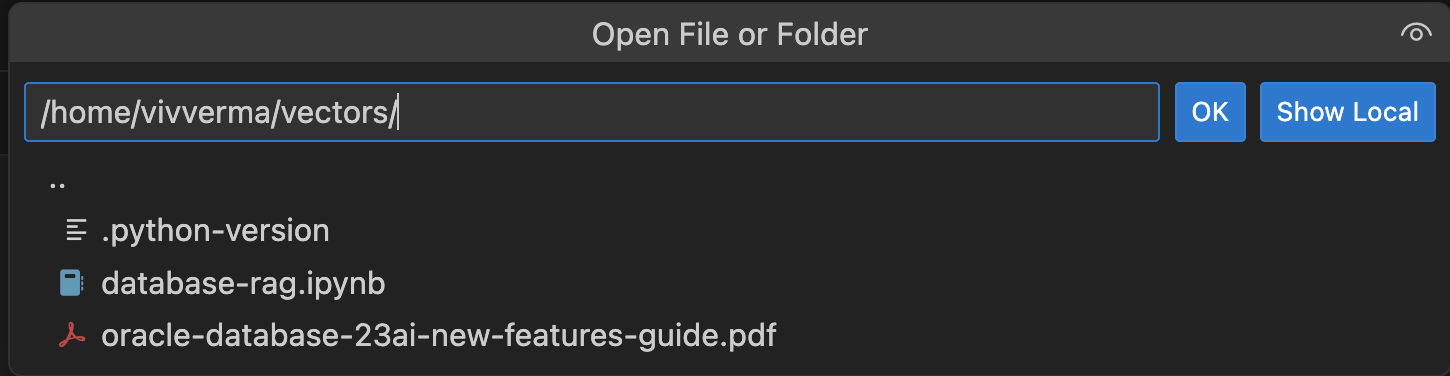 Open File or Folder
/home/vivverma/vectors/
OK
Show Local
..
.python-version
database-rag.ipynb
oracle-database-23ai-new-features-guide.pdf